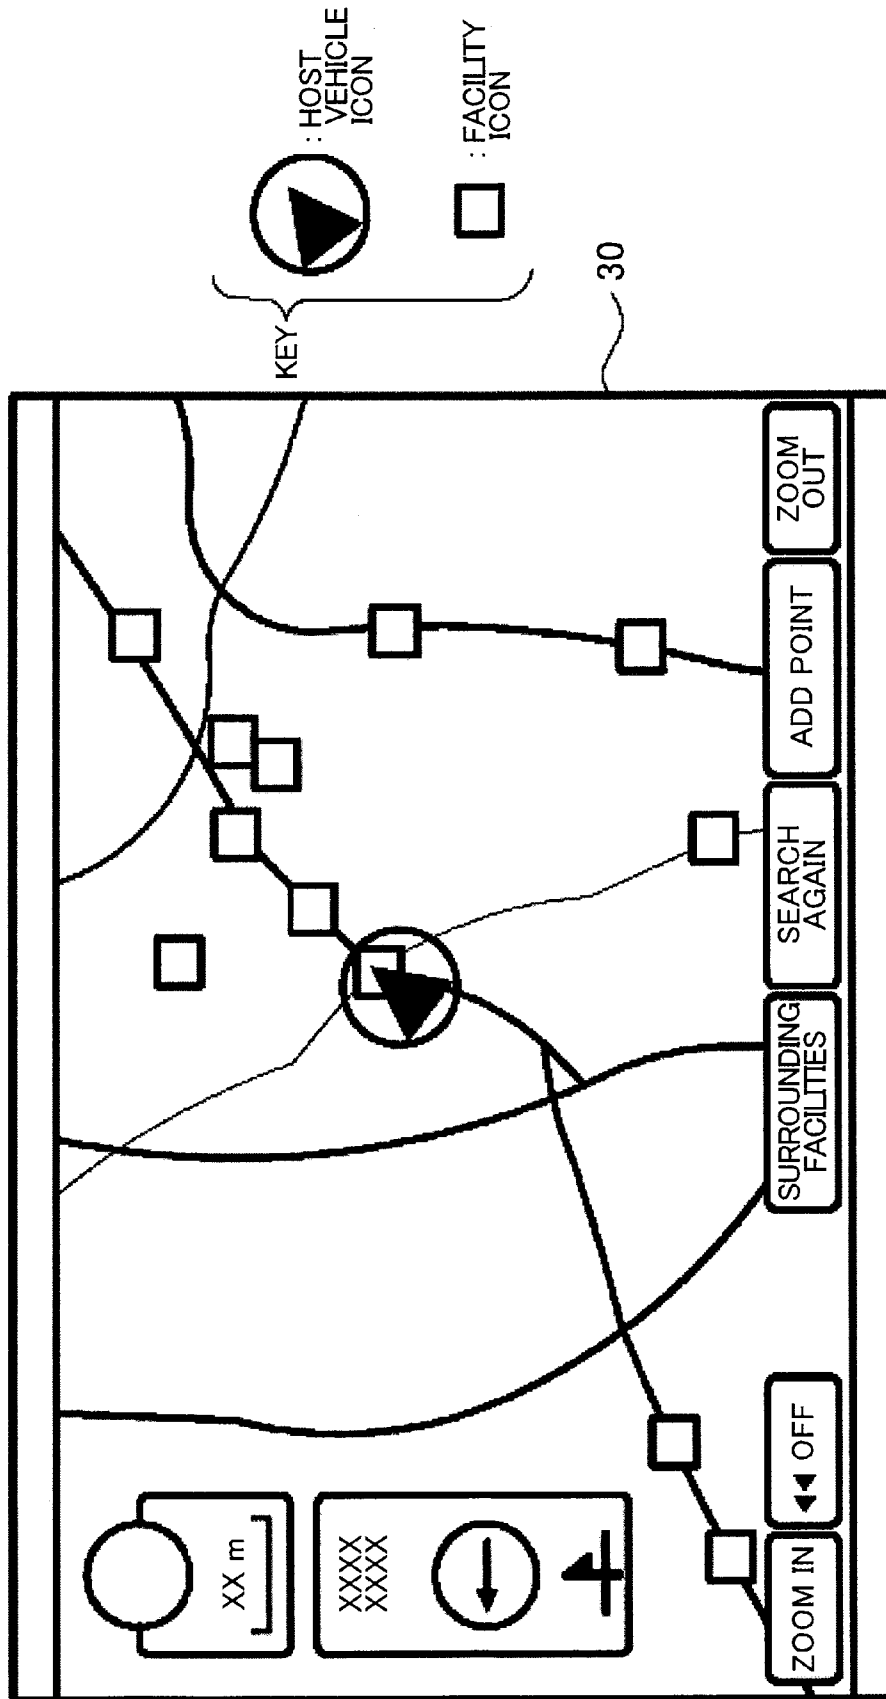 XX m
XXXX
XXXX
ZOOM IN
◀◀ OFF
SURROUNDING
FACILITIES
SEARCH
AGAIN
ADD POINT
ZOOM
OUT
30
KEY
: HOST
VEHICLE
ICON
: FACILITY
ICON